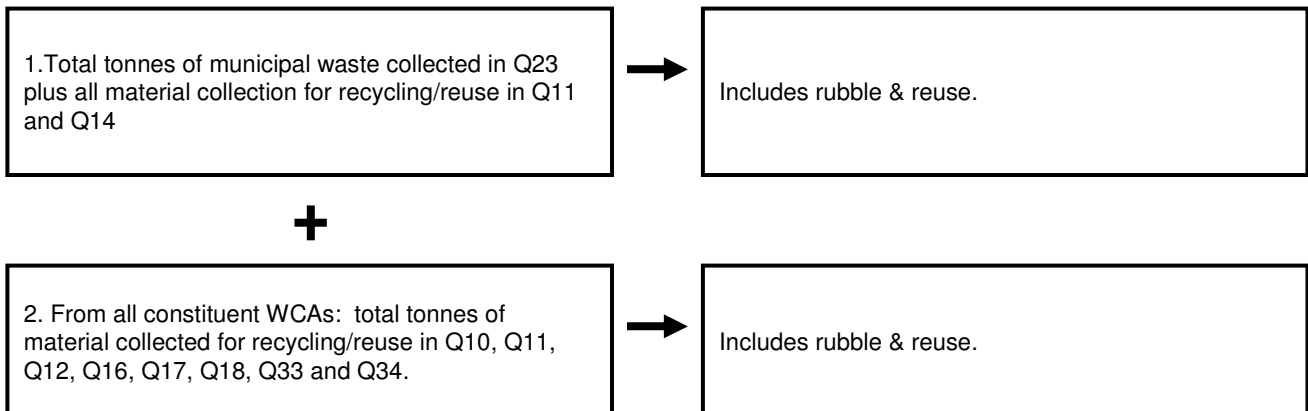 1.Total tonnes of municipal waste collected in Q23
plus all material collection for recycling/reuse in Q11
and Q14
Includes rubble & reuse.
+
2. From all constituent WCAs:  total tonnes of
material collected for recycling/reuse in Q10, Q11,
Q12, Q16, Q17, Q18, Q33 and Q34.
Includes rubble & reuse.